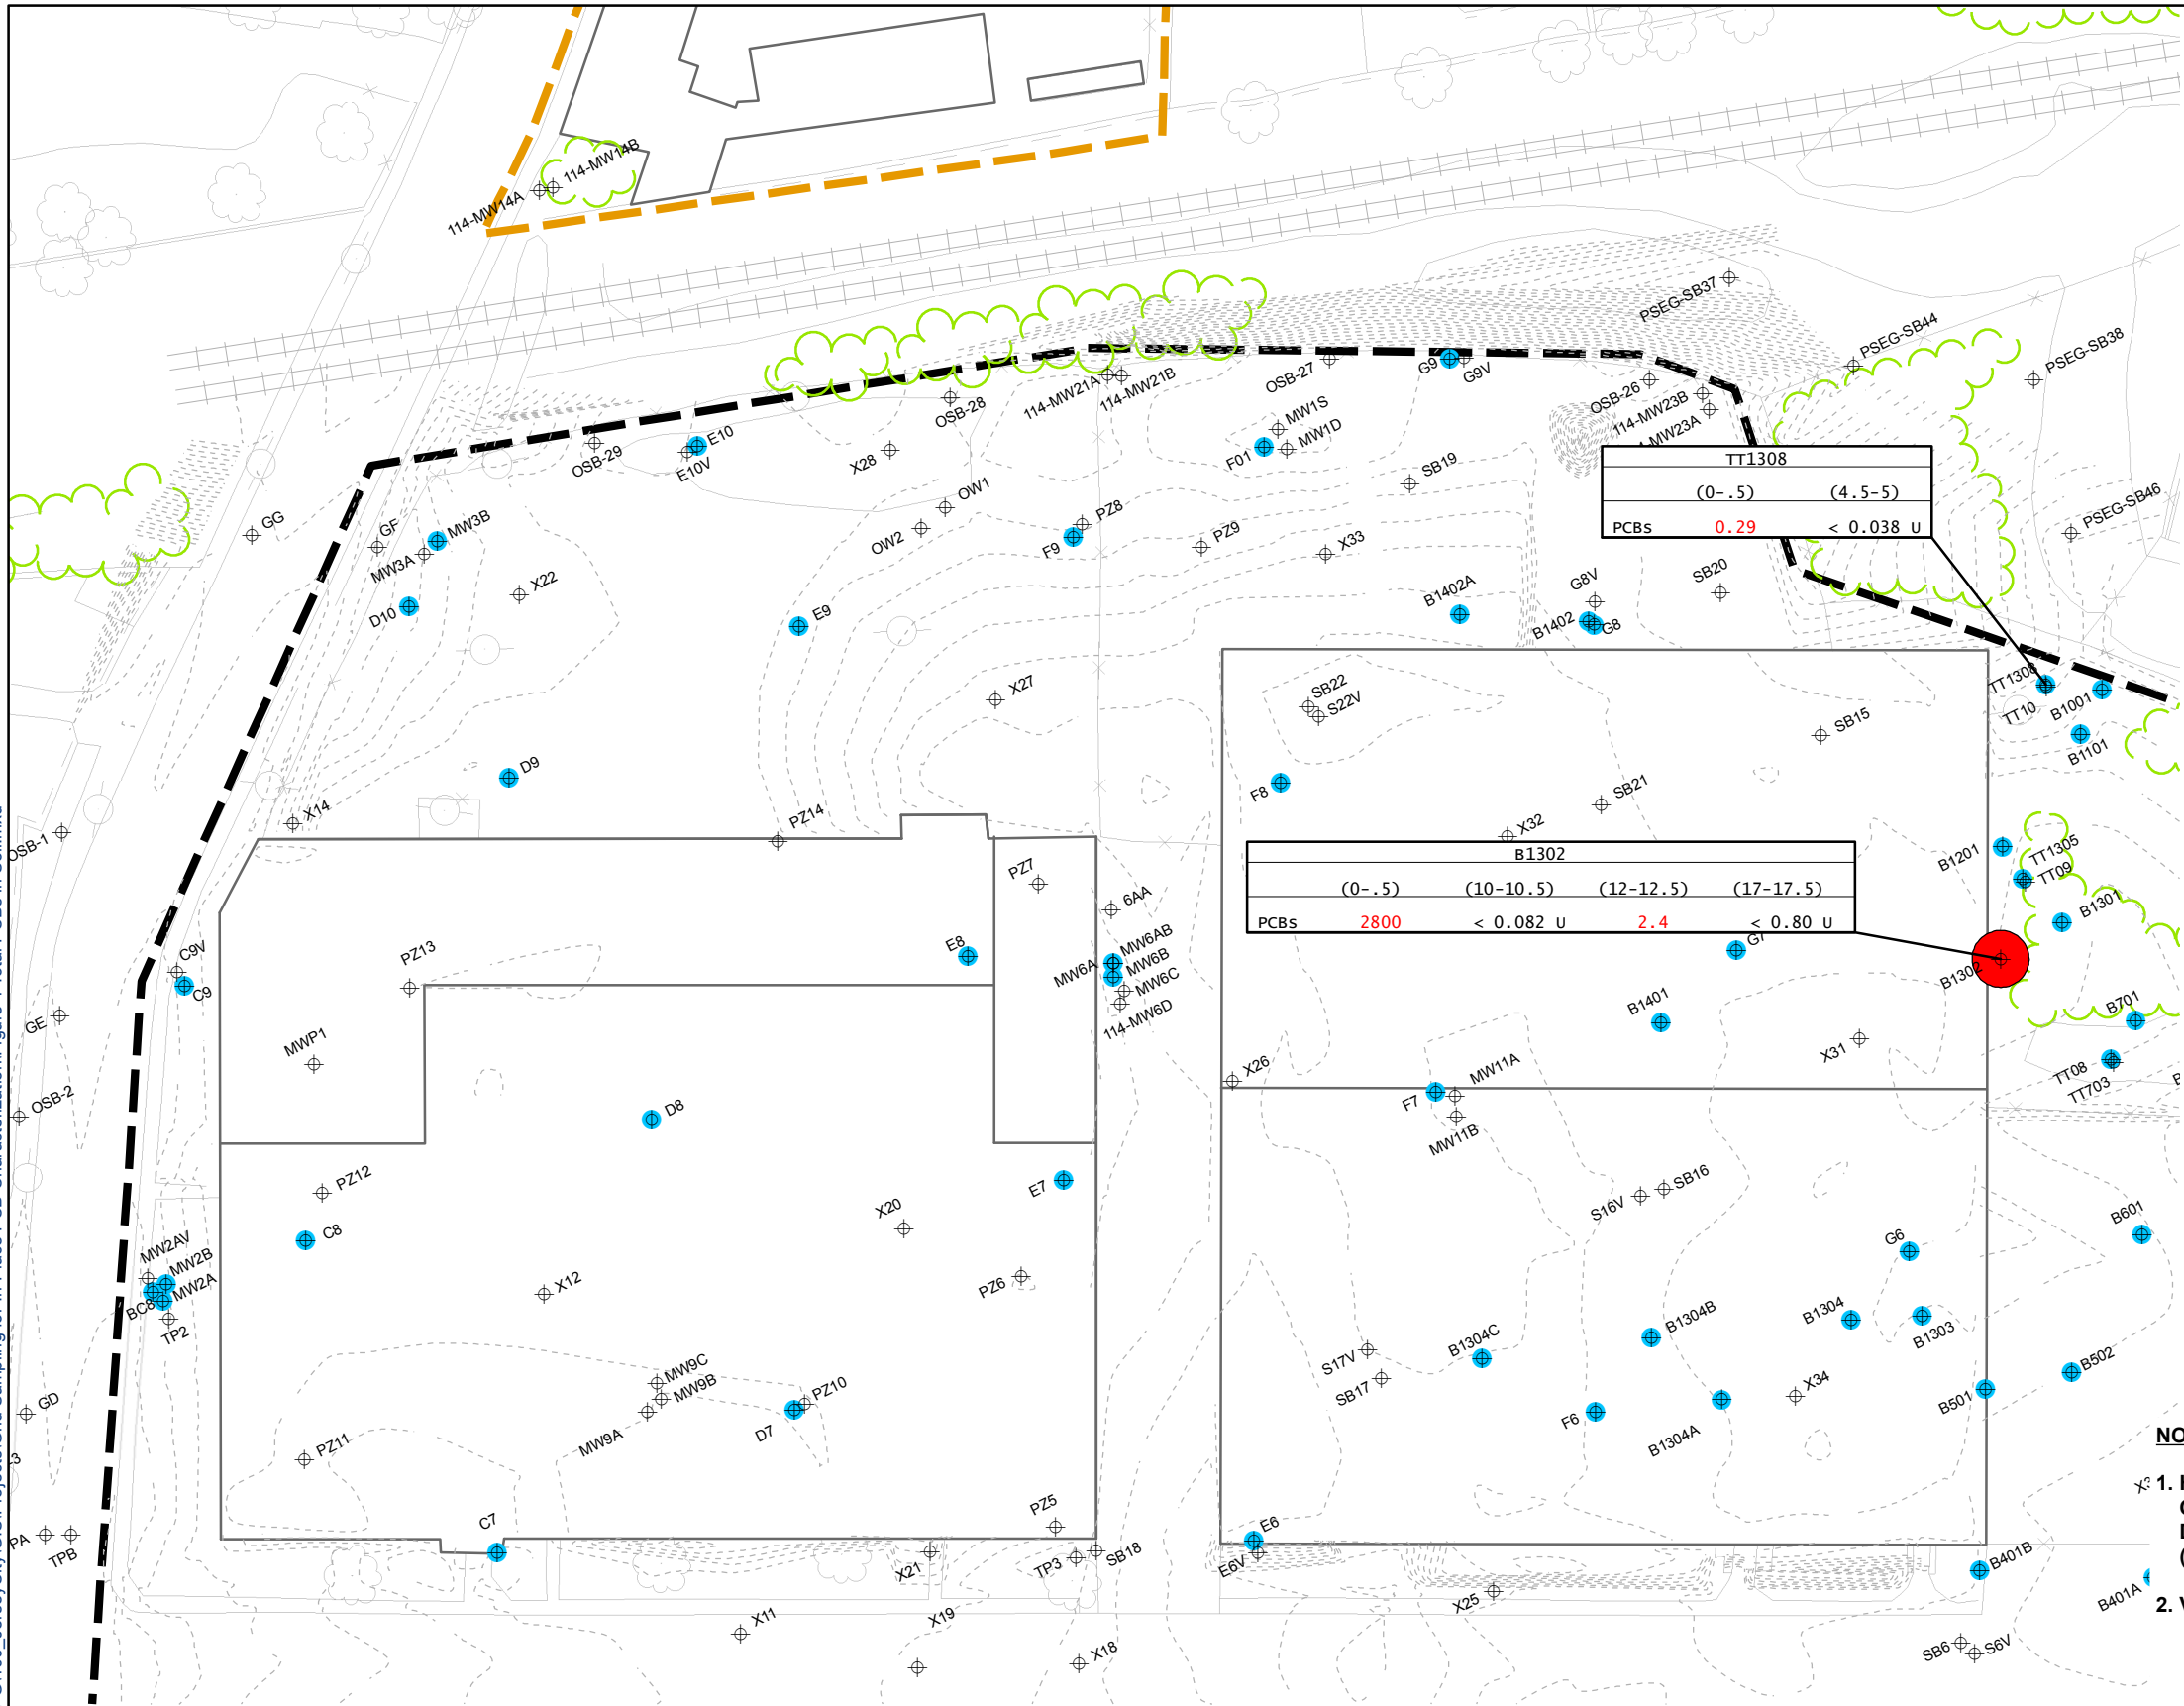 114-MW14B
114-MW14A
PSEG-SB37
PSEG-SB44
PSEG-SB38
OSB-27
G9
G9V
OSB-26
114-MW21A
114-MW21B
OSB-28
114-MW23B
MW1S
MW1D
F01
E10
E10V
OSB-29
X28
SB19
TT1308
(0-.5) (4.5-5)
PCBs 0.29 < 0.038 U
PSEG-SB46
GG
GF
MW3B
MW3A
OW1
OW2
PZ8
F9
PZ9
X33
X22
D10
E9
B1402A
G8V
B1402
G8
SB20
TT1308
TT10
B1001
B1101
SB22
S22V
X27
SB15
D9
F8
SB21
X14
PZ14
X32
OSB-1
B1302
(0-.5) (10-10.5) (12-12.5) (17-17.5)
PCBs 2800 < 0.082 U 2.4 < 0.80 U
B1201
TT1305
TT09
B1301
PZ7
6AA
E8
MW6AB
MW6A
MW6B
MW6C
114-MW6D
G7
B1302
C9V
C9
PZ13
GE
MWP1
B1401
X31
B701
TT08
TT703
OSB-2
X26
F7
MW11A
MW11B
D8
PZ12
E7
C8
X20
S16V
SB16
B601
G6
MW2AV
MW2B
MW2A
BC8
TP2
X12
PZ6
B1304
B1303
B1304B
B1304C
S17V
SB17
B502
B501
GD
MW9C
MW9B
MW9A
PZ10
D7
X34
F6
B1304A
PZ11
NO
1.
C7
PZ5
E6
E6V
TPB
X21
TP3
SB18
B401B
B401A
X25
2.
X11
X19
X18
SB6
S6V